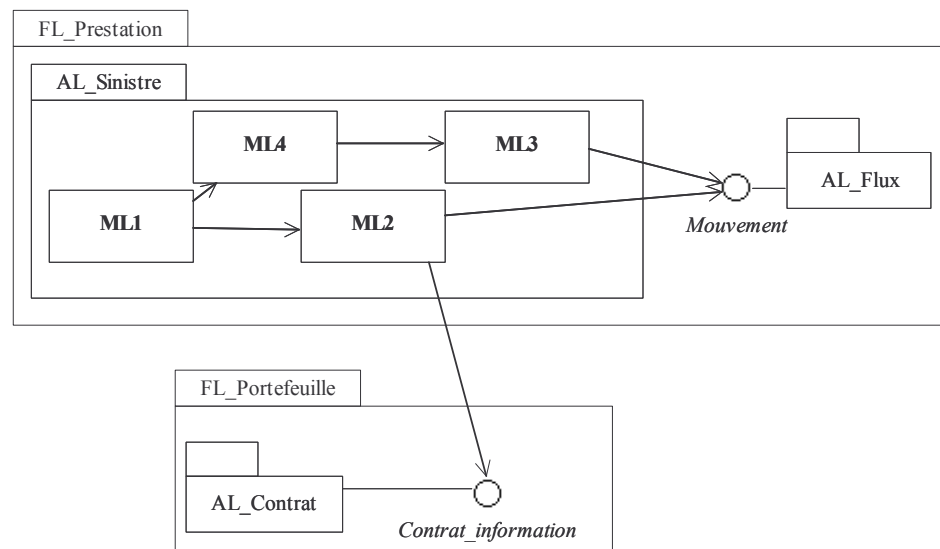 FL_Prestation
AL_Sinistre
ML4
ML3
AL_Flux
ML1
ML2
Mouvement
FL_Portefeuille
AL_Contrat
Contrat_information